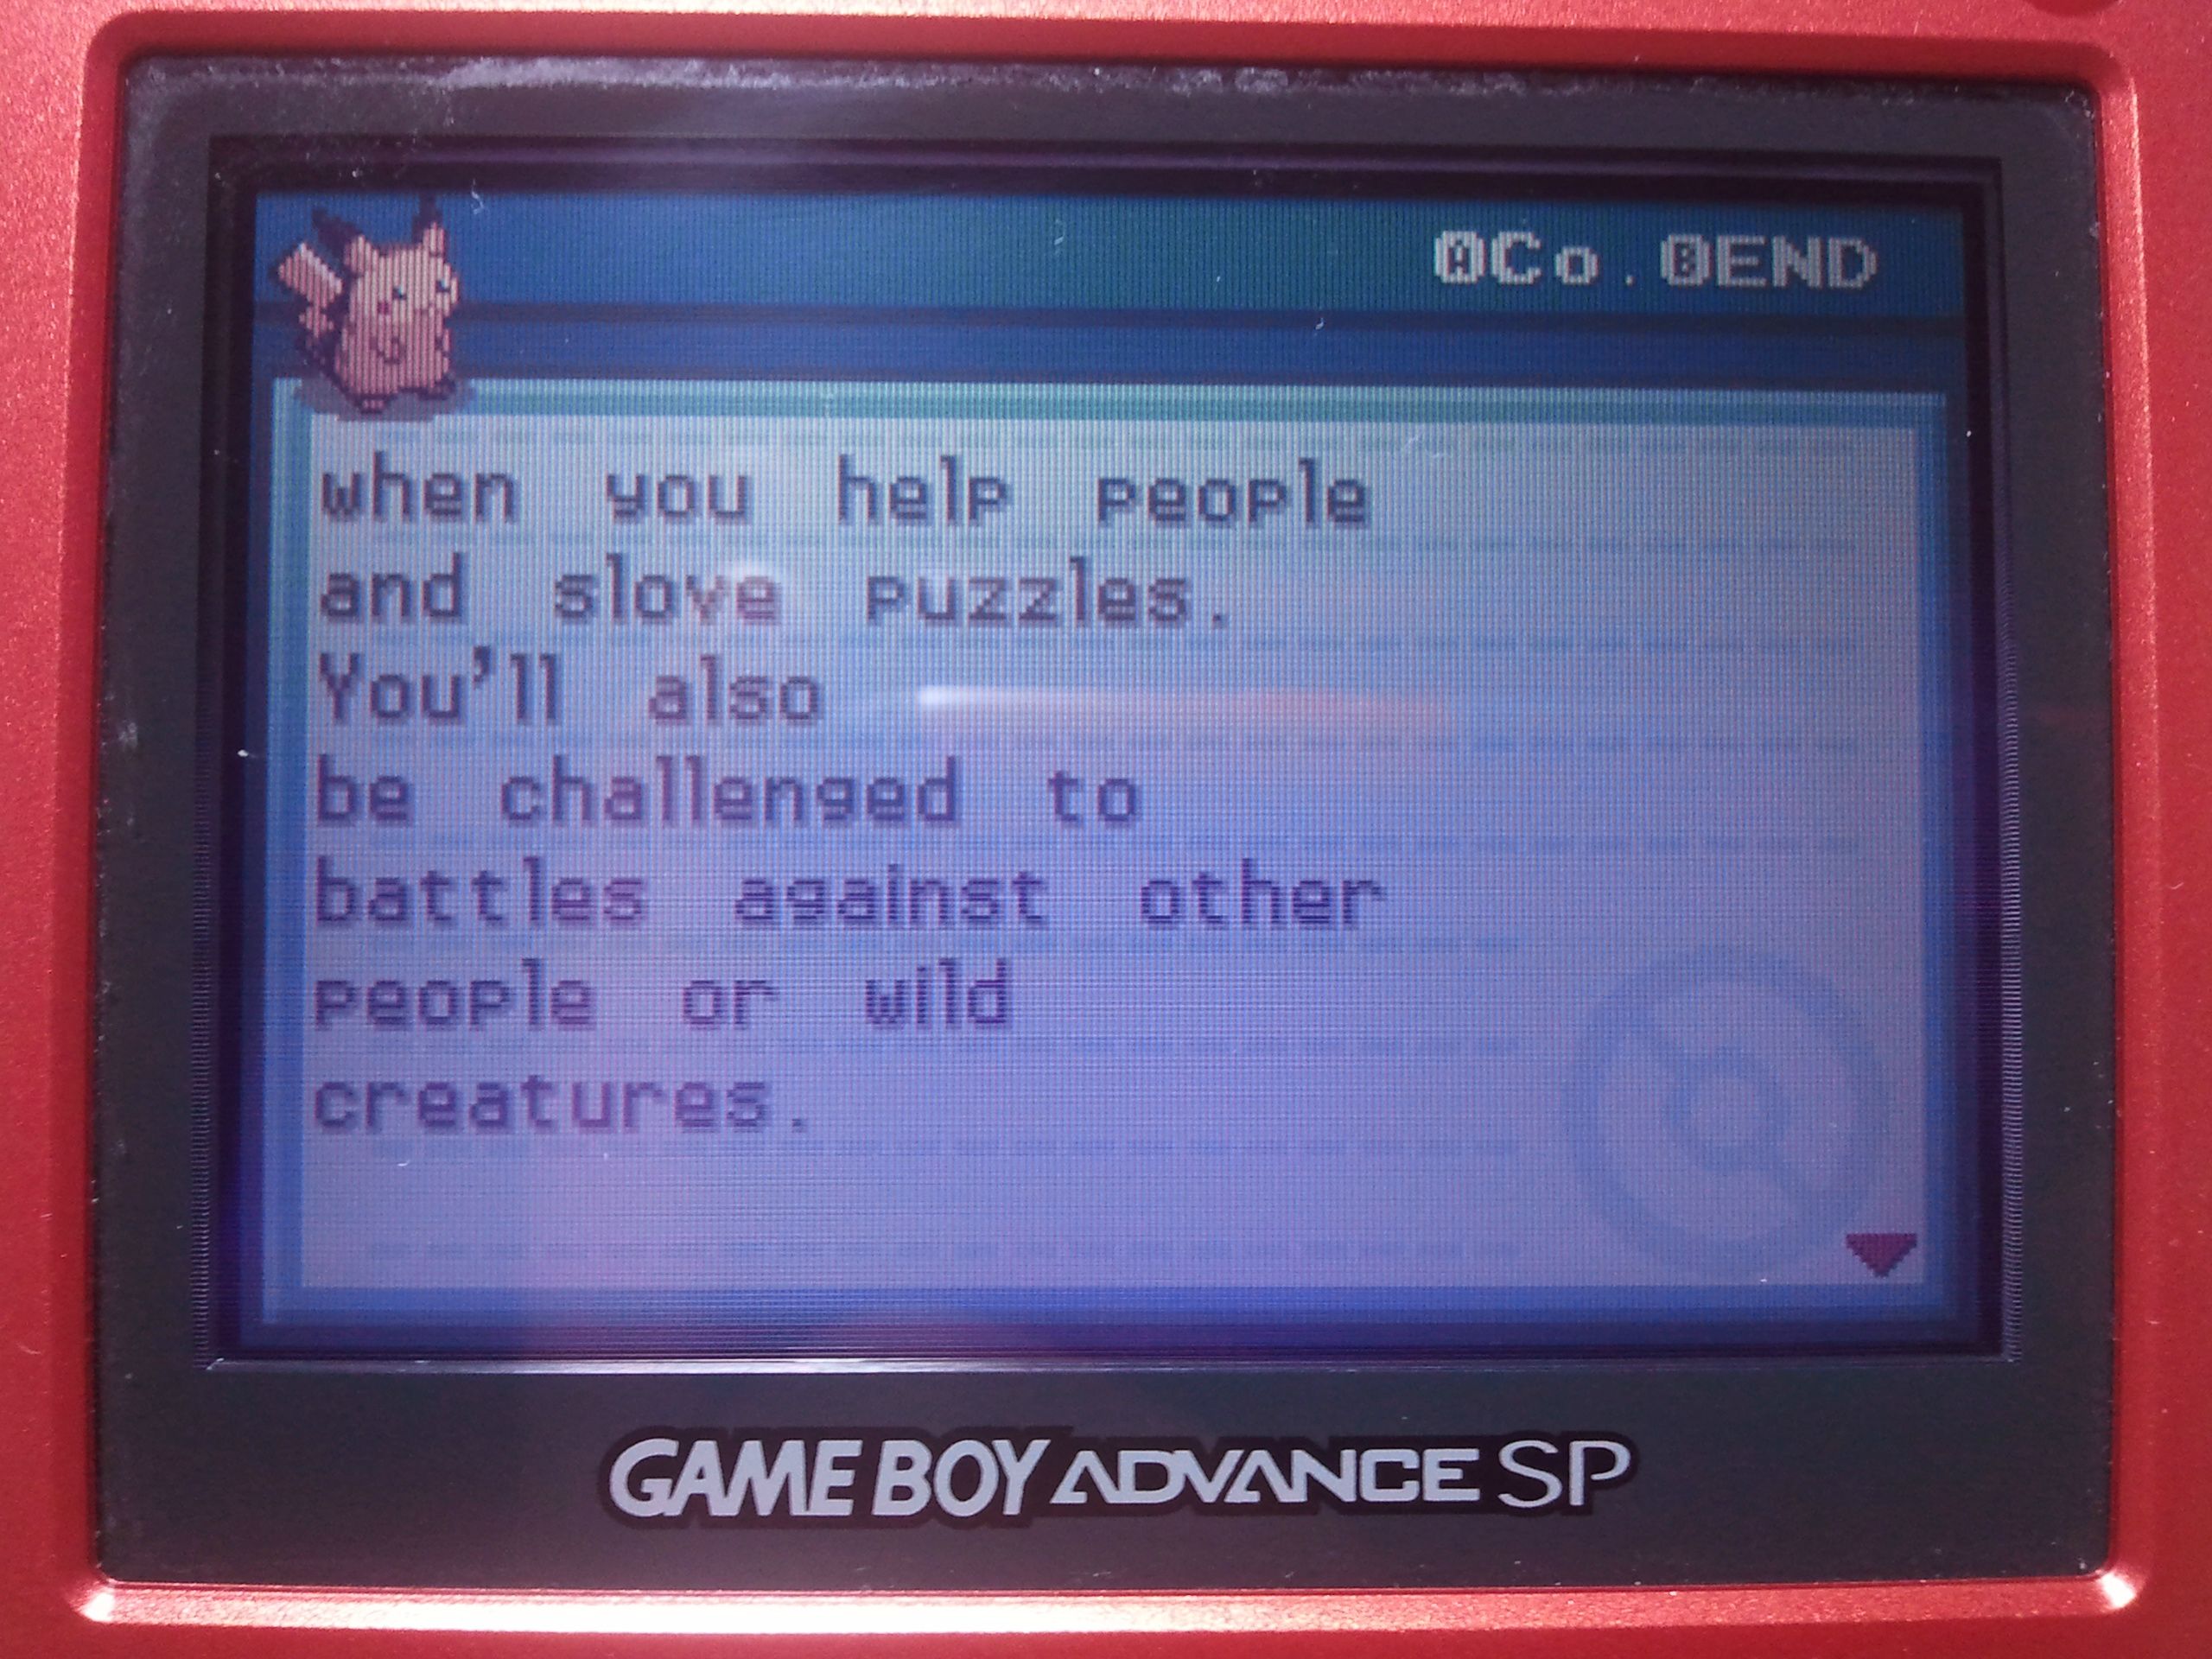 ACo. BEND
when you help people
and slove puzzles.
You'll also
be challenged to
battles against other
people or wild
creatures.
GAME BOY ADVANCE SP